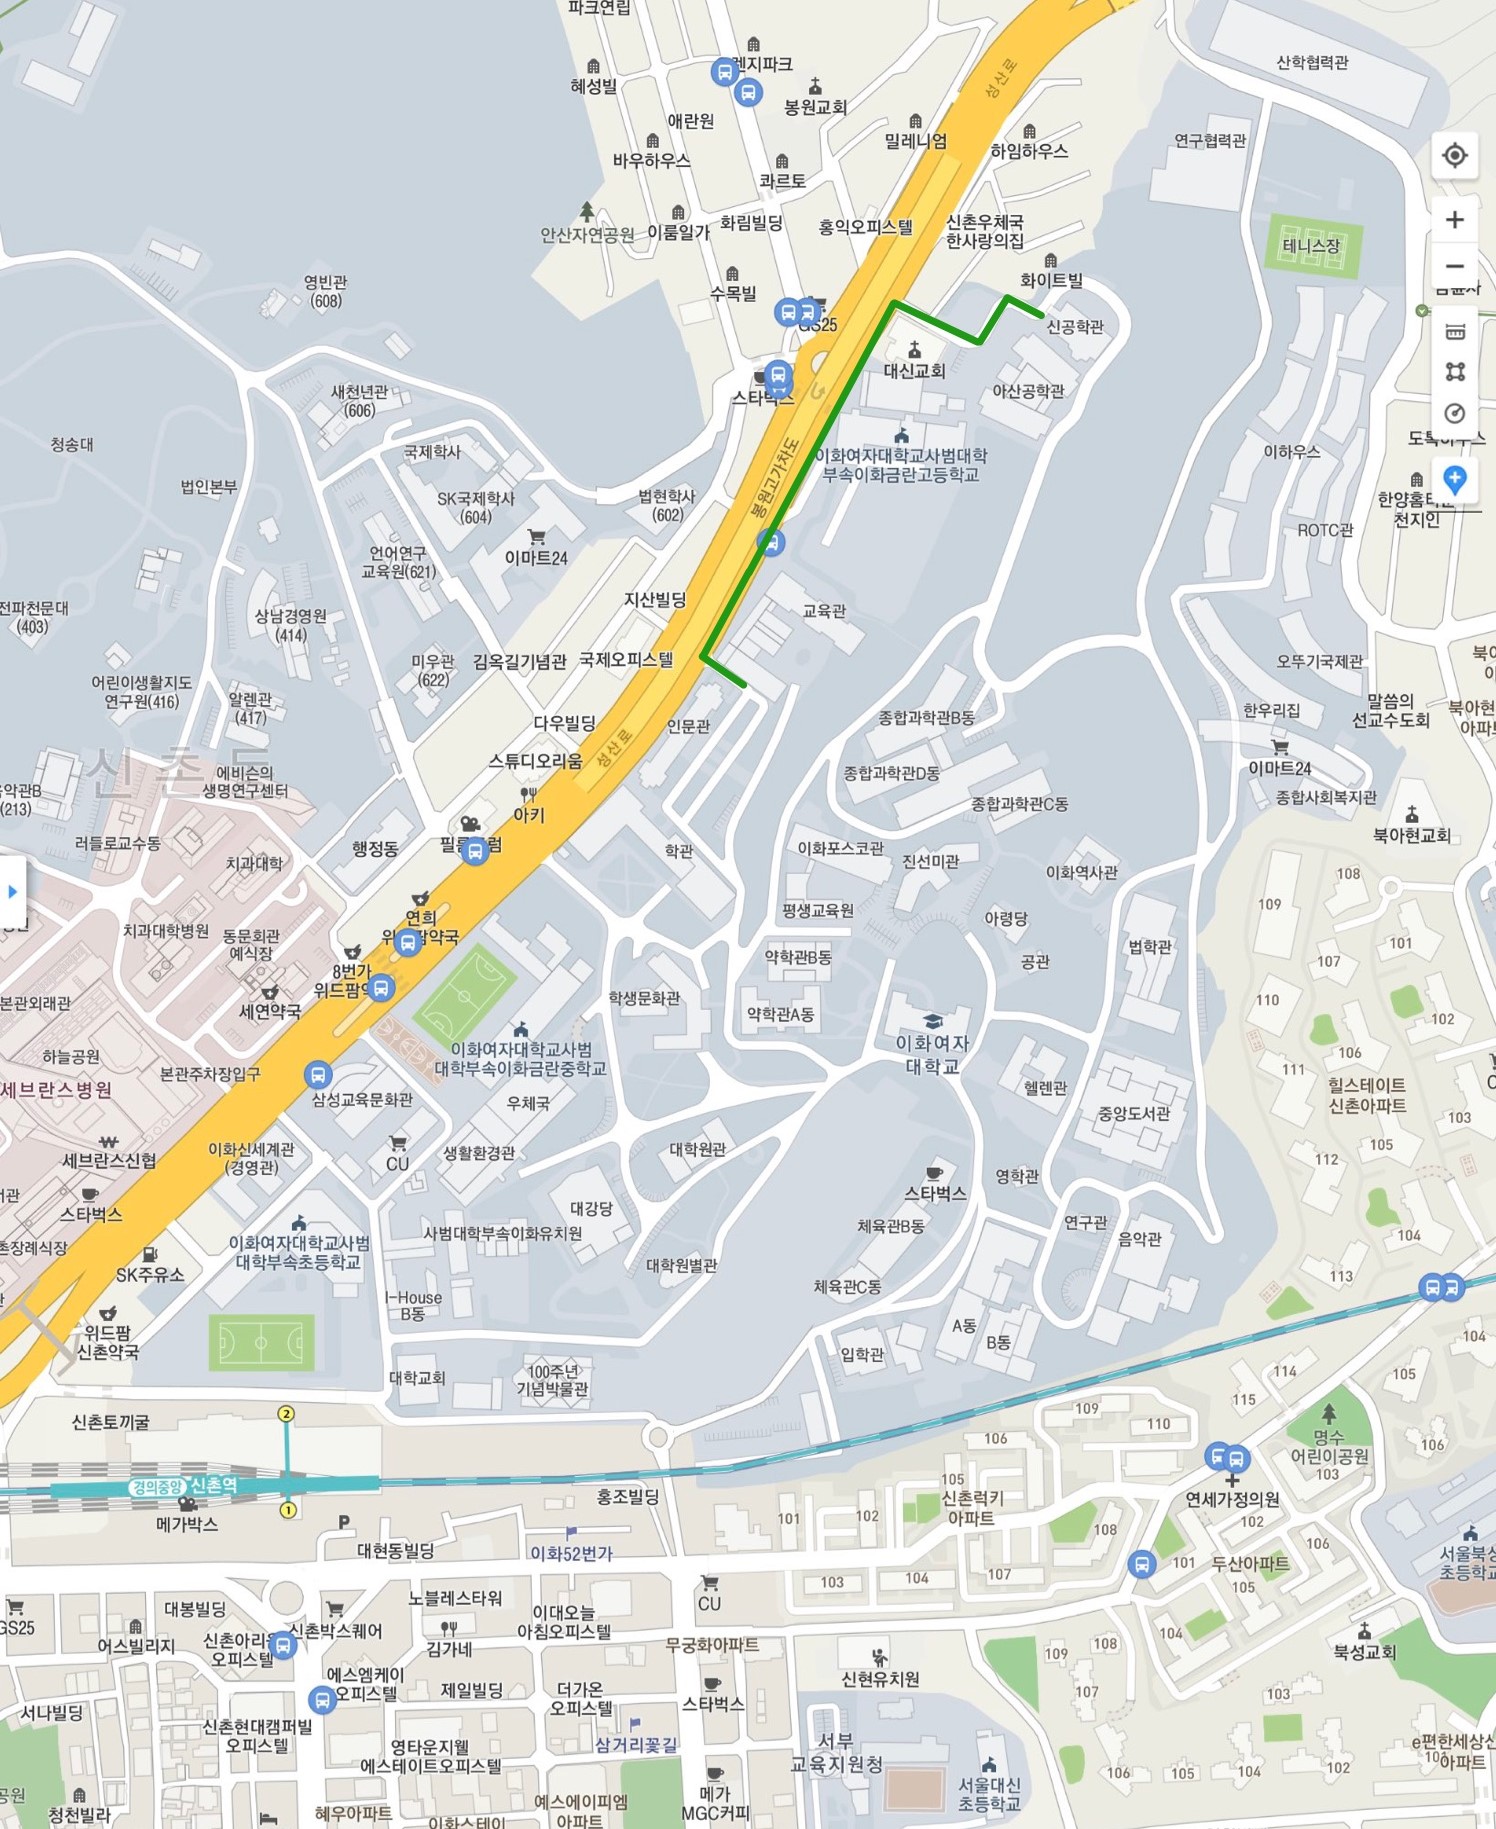 파크연립
렌지파크
혜성빌
봉원교회
애란원
밀레니엄
바우하우스
하임하우스
콰르토
산학협력관
연구협력관
성산로
안산자연공원
이룸일가
화림빌딩
홍익오피스텔
신촌우체국
한사랑의집
테니스장
수목빌
GS25
화이트빌
신공학관
영빈관
(608)
대신교회
아산공학관
스타벅스
새천년관
(606)
청송대
국제학사
법인본부
SK국제학사
(604)
법현학사
(602)
봉원고가차도
이화여자대학교사범대학
부속이화금란고등학교
이하우스
ROTC관
천지인
이마트24
언어연구
교육원(621)
전파천문대
(403)
상남경영원
(414)
지산빌딩
교육관
미우관
(622)
김옥길기념관
국제오피스텔
어린이생활지도
연구원(416)
알렌관
(417)
다우빌딩
인문관
종합과학관B동
오뚜기국제관
한우리집
말씀의
선교수도회
북아현
아파트
신촌동
스튜디오리움
성산로
종합과학관D동
종합과학관C동
이마트24
종합사회복지관
음악관B
(213)
에비슨의
생명연구센터
아키
러들로교수동
치과대학
행정동
필름포럼
학관
이화포스코관
진선미관
이화역사관
북아현교회
109
108
101
107
110
102
106
111
103
105
112
104
113
힐스테이트
신촌아파트
평생교육원
아령당
공관
법학관
치과대학병원
동문회관
예식장
연희
위드팜약국
8번가
위드팜약국
세연약국
본관외래관
하늘공원
세브란스병원
본관주차장입구
약학관B동
약학관A동
학생문화관
이화여자
대학교
이화여자대학교사범
대학부속이화금란중학교
헬렌관
중앙도서관
삼성교육문화관
우체국
CU
생활환경관
대학원관
세브란스신협
이화신세계관
(경영관)
스타벅스
스타벅스
영학관
대강당
체육관B동
연구관
음악관
사범대학부속이화유치원
이화여자대학교사범
대학부속초등학교
대학원별관
체육관C동
SK주유소
I-House
B동
위드팜
신촌약국
A동
B동
입학관
대학교회
100주년
기념박물관
신촌토끼굴
2
경의중앙 신촌역
1
메가박스
홍조빌딩
P
대현동빌딩
이화52번가
106
105
신촌럭키
아파트
101
102
103
104
107
108
109
110
115
114
105
104
106
명수
어린이공원
103
연세가정의원
102
106
101
두산아파트
105
104
서울북성
초등학교
북성교회
GS25
대봉빌딩
어스빌리지
신촌아리움
오피스텔
신촌박스퀘어
노블레스타워
김가네
이대오늘
아침오피스텔
CU
무궁화아파트
신현유치원
에스엠케이
오피스텔
제일빌딩
더가온
오피스텔
스타벅스
서나빌딩
신촌현대캠퍼빌
오피스텔
영타운지웰
에스테이트오피스텔
삼거리꽃길
서부
교육지원청
서울대신
초등학교
메가
MGC커피
청천빌라
혜우아파트
이화스테이
예스에이피엠
아파트
109
108
107
106
105
104
103
102
e편한세상신
아파트